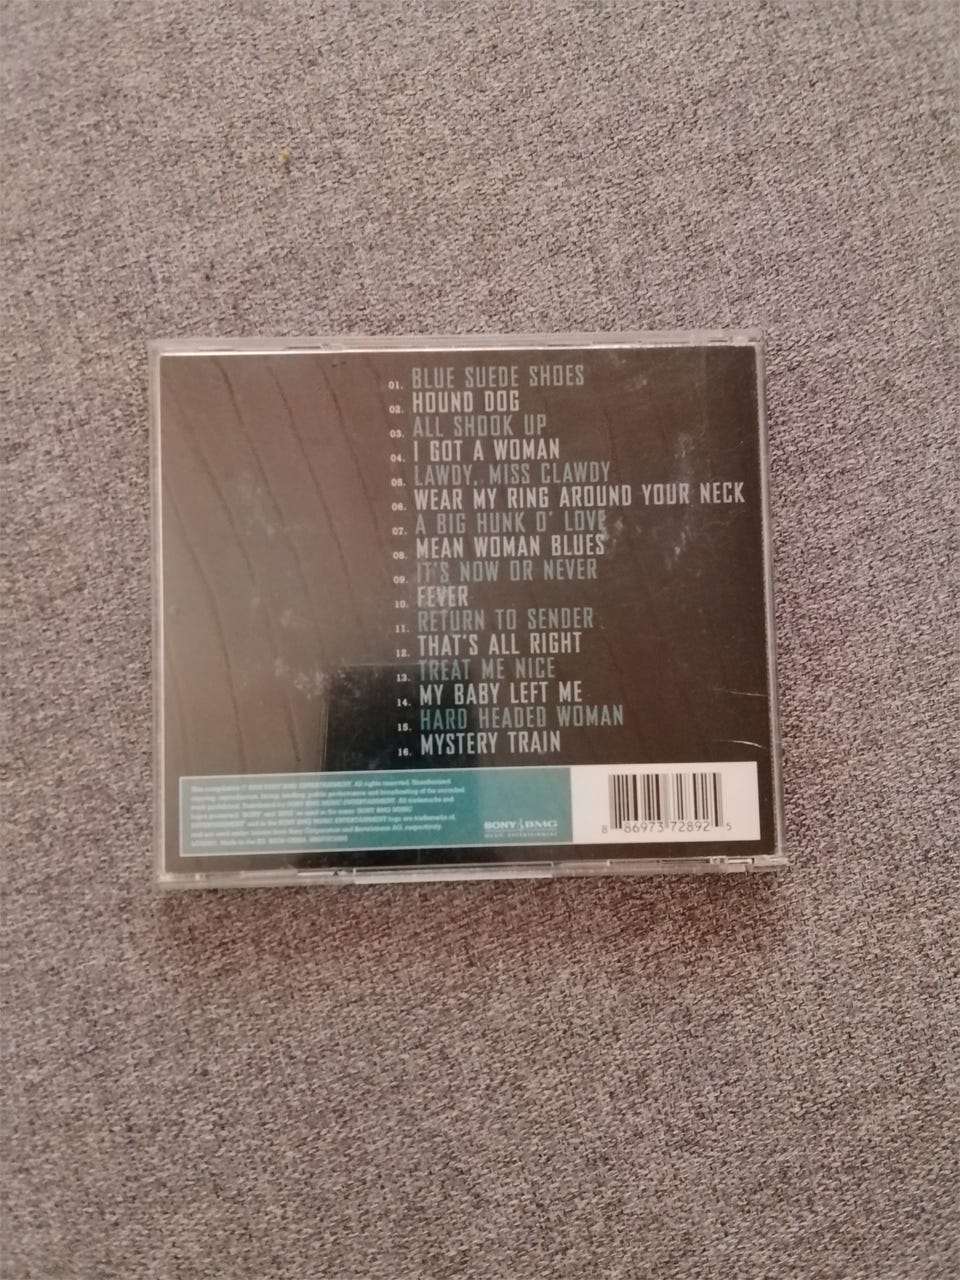 01. BLUE SUEDE SHOES
02. HOUND DOG
03. ALL SHOOK UP
04. I GOT A WOMAN
05. LAWDY, MISS CLAWDY
06. WEAR MY RING AROUND YOUR NECK
07. A BIG HUNK O' LOVE
08. MEAN WOMAN BLUES
09. IT'S NOW OR NEVER
10. FEVER
11. RETURN TO SENDER
12. THAT'S ALL RIGHT
13. TREAT ME NICE
14. MY BABY LEFT ME
15. HARD HEADED WOMAN
16. MYSTERY TRAIN
SONY BMG
MUSIC ENTERTAINMENT
8 86973 72892 5